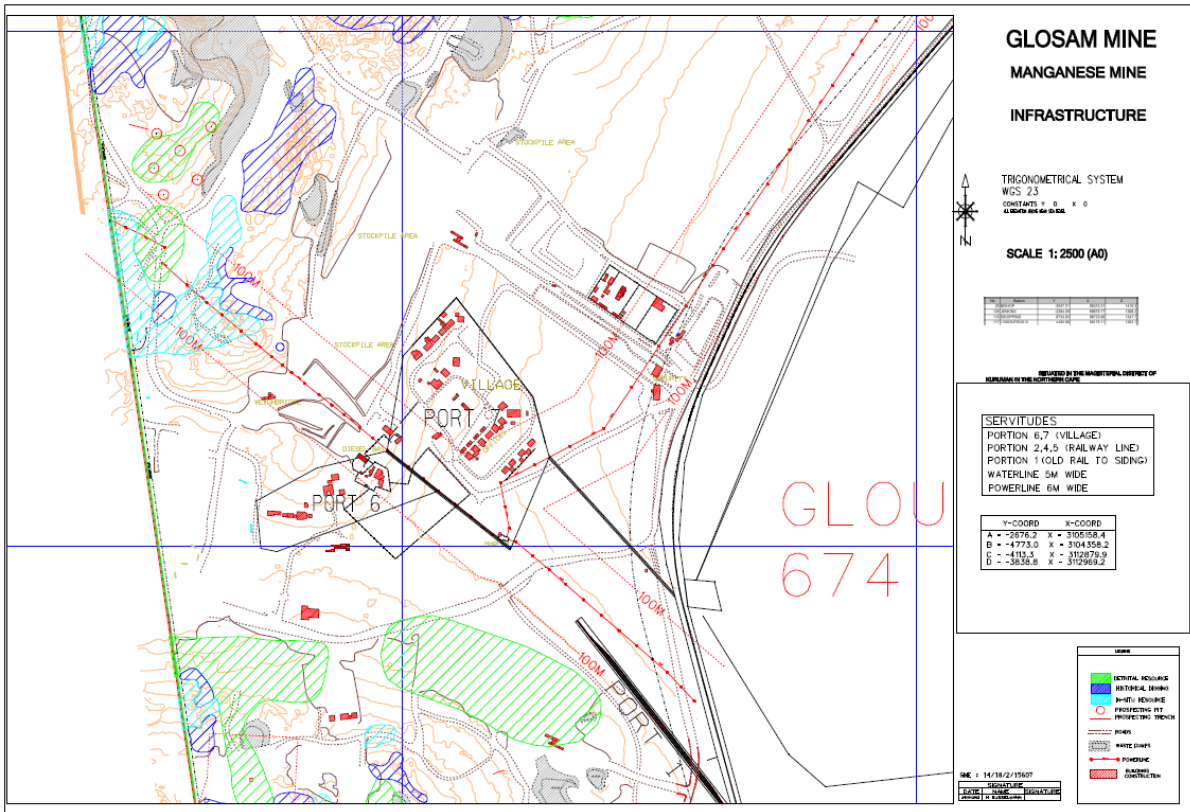 GLOSAM MINE
MANGANESE MINE
INFRASTRUCTURE
TRIGONOMETRICAL SYSTEM
WGS 23
CONSTANTS Y 0 X 0
N
SCALE 1:2500 (A0)
SITUATED IN THE MAGISTERIAL DISTRICT OF
KURUMAN IN THE NORTHERN CAPE
SERVITUDES
PORTION 6,7 (VILLAGE)
PORTION 2,4,5 (RAILWAY LINE)
PORTION 1 (OLD RAIL TO SIDING)
WATERLINE 5M WIDE
POWERLINE 6M WIDE
Y-COORD X-COORD
A = -2676.2 X = 3105158.4
B = -4773.0 X = 3104358.2
C = -4113.3 X = 3112879.9
D = -3838.8 X = 3112969.2
DETRITAL RESOURCE
HISTORICAL MINING
IN-SITU RESOURCE
PROSPECTING PIT
PROSPECTING TRENCH
ROADS
WASTE DUMPS
POWERLINE
BUILDINGS
CONSTRUCTION
SIGNATURE
DATE NAME SIGNATURE
100M
STOCKPILE AREA
STOCKPILE AREA
100M
100M
STOCKPILE AREA
100M
100M
VILLAGE
PORT 7
WEIGHBRIDGE
PORT 6
GLOU
674
100M
100M
PORT 1